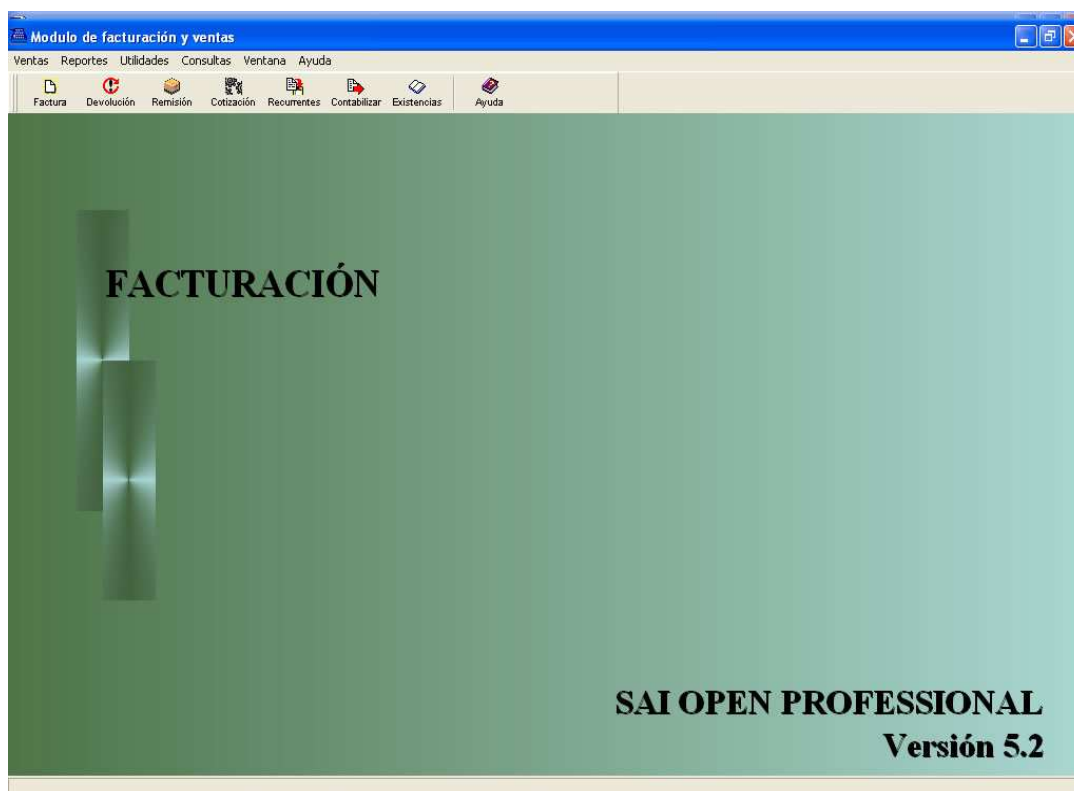 Modulo de facturación y ventas
Ventas Reportes Utilidades Consultas Ventana Ayuda
Factura Devolución Remisión Cotización Recurrentes Contabilizar Existencias Ayuda
FACTURACIÓN
SAI OPEN PROFESSIONAL
Versión 5.2